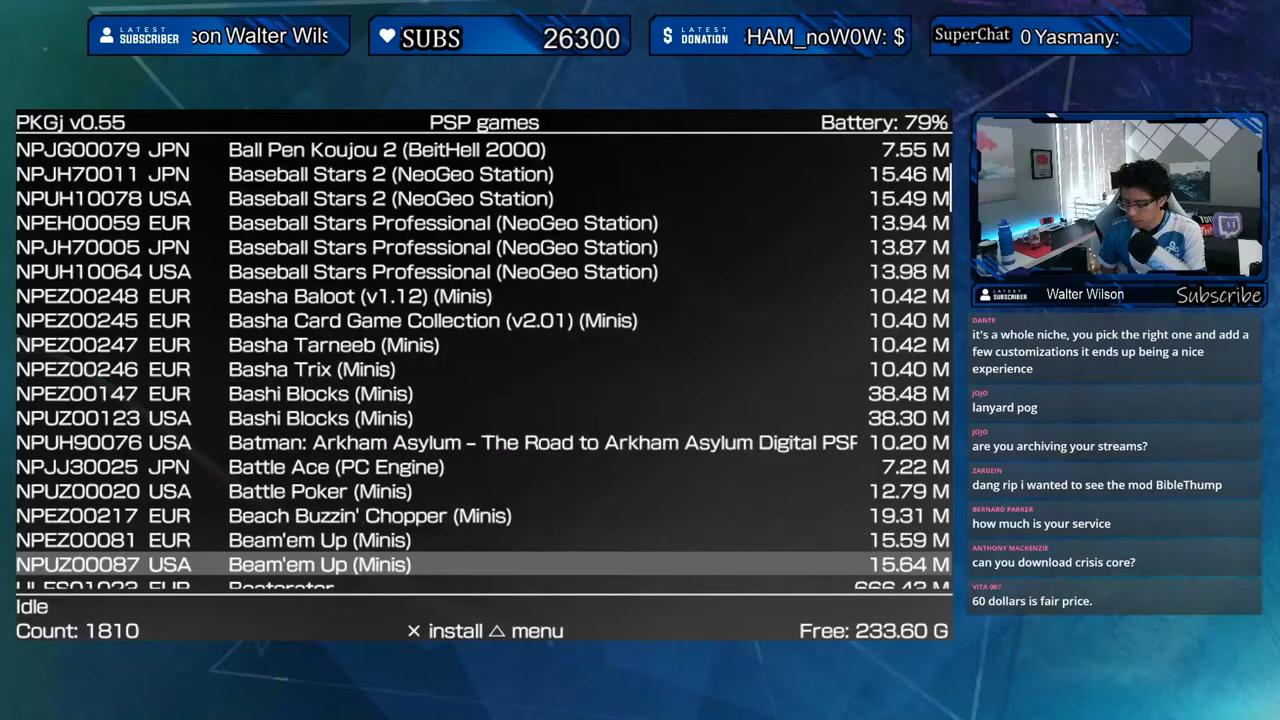 LATEST SUBSCRIBER son Walter Wils
SUBS 26300
$ LATEST DONATION HAM_noW0W: $
SuperChat 0 Yasmany:
PKGj v0.55 PSP games Battery: 79%
NPJG00079 JPN Ball Pen Koujou 2 (BeitHell 2000) 7.55 M
NPJH70011 JPN Baseball Stars 2 (NeoGeo Station) 15.46 M
NPUH10078 USA Baseball Stars 2 (NeoGeo Station) 15.49 M
NPEH00059 EUR Baseball Stars Professional (NeoGeo Station) 13.94 M
NPJH70005 JPN Baseball Stars Professional (NeoGeo Station) 13.87 M
NPUH10064 USA Baseball Stars Professional (NeoGeo Station) 13.98 M
NPEZ00248 EUR Basha Baloot (v1.12) (Minis) 10.42 M
NPEZ00245 EUR Basha Card Game Collection (v2.01) (Minis) 10.40 M
NPEZ00247 EUR Basha Tarneeb (Minis) 10.42 M
NPEZ00246 EUR Basha Trix (Minis) 10.40 M
NPEZ00147 EUR Bashi Blocks (Minis) 38.48 M
NPUZ00123 USA Bashi Blocks (Minis) 38.30 M
NPUH90076 USA Batman: Arkham Asylum – The Road to Arkham Asylum Digital PSP 10.20 M
NPJJ30025 JPN Battle Ace (PC Engine) 7.22 M
NPUZ00020 USA Battle Poker (Minis) 12.79 M
NPEZ00217 EUR Beach Buzzin' Chopper (Minis) 19.31 M
NPEZ00081 EUR Beam'em Up (Minis) 15.59 M
NPUZ00087 USA Beam'em Up (Minis) 15.64 M
ULES01023 EUR Beaterator 666.43 M
Idle
Count: 1810 ✕ install △ menu Free: 233.60 G
LATEST SUBSCRIBER Walter Wilson Subscribe
DANTE
it's a whole niche, you pick the right one and add a
few customizations it ends up being a nice
experience
JOJO
lanyard pog
JOJO
are you archiving your streams?
ZARGEIN
dang rip i wanted to see the mod BibleThump
BERNARD PARKER
how much is your service
ANTHONY MACKENZIE
can you download crisis core?
VITA 00?
60 dollars is fair price.